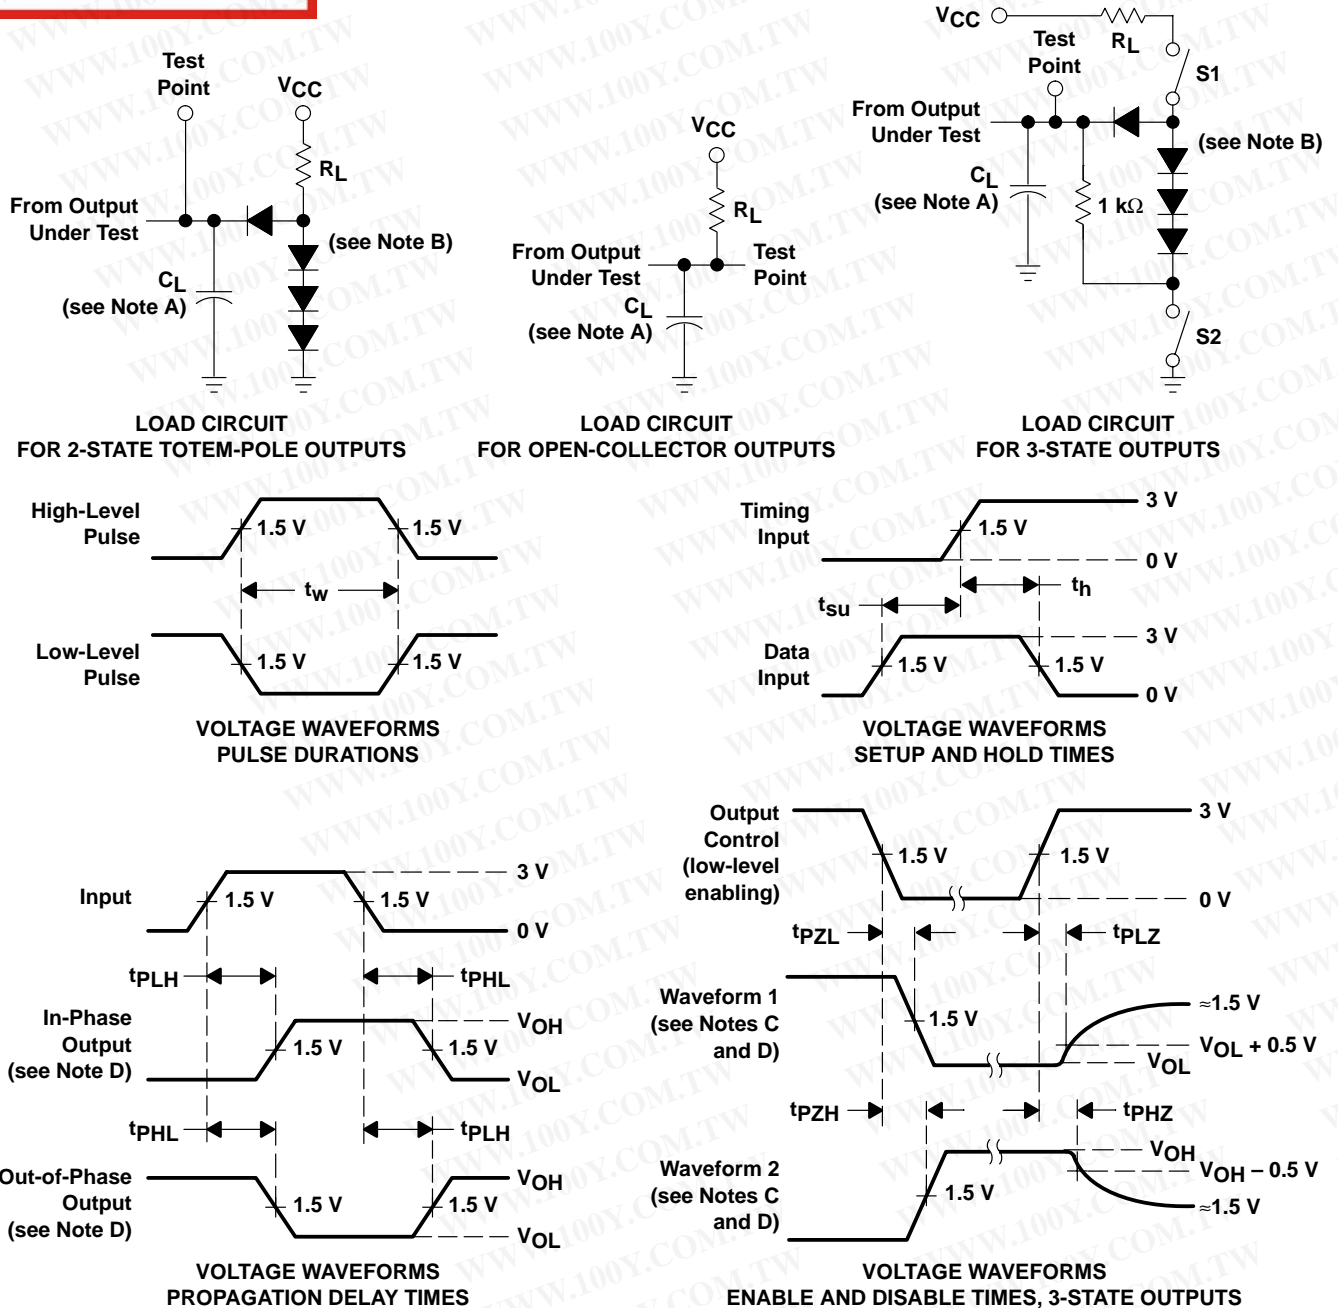 Test
Point
VCC
RL
From Output
Under Test
(see Note B)
CL
(see Note A)
LOAD CIRCUIT
FOR 2-STATE TOTEM-POLE OUTPUTS
VCC
RL
From Output
Under Test
Test
Point
CL
(see Note A)
LOAD CIRCUIT
FOR OPEN-COLLECTOR OUTPUTS
VCC
RL
S1
Test
Point
From Output
Under Test
(see Note B)
CL
(see Note A)
1 kΩ
S2
LOAD CIRCUIT
FOR 3-STATE OUTPUTS
High-Level
Pulse
1.5 V
1.5 V
tw
Low-Level
Pulse
1.5 V
1.5 V
VOLTAGE WAVEFORMS
PULSE DURATIONS
Timing
Input
1.5 V
3 V
0 V
tsu
th
Data
Input
1.5 V
1.5 V
3 V
0 V
VOLTAGE WAVEFORMS
SETUP AND HOLD TIMES
Input
1.5 V
1.5 V
3 V
0 V
tPLH
tPHL
In-Phase
Output
(see Note D)
1.5 V
1.5 V
VOH
VOL
tPHL
tPLH
Out-of-Phase
Output
(see Note D)
1.5 V
1.5 V
VOH
VOL
VOLTAGE WAVEFORMS
PROPAGATION DELAY TIMES
Output
Control
(low-level
enabling)
1.5 V
1.5 V
3 V
0 V
tPZL
tPLZ
Waveform 1
(see Notes C
and D)
1.5 V
≈1.5 V
VOL + 0.5 V
VOL
tPZH
tPHZ
Waveform 2
(see Notes C
and D)
1.5 V
VOH
VOH − 0.5 V
≈1.5 V
VOLTAGE WAVEFORMS
ENABLE AND DISABLE TIMES, 3-STATE OUTPUTS
WWW.100Y.COM.TW